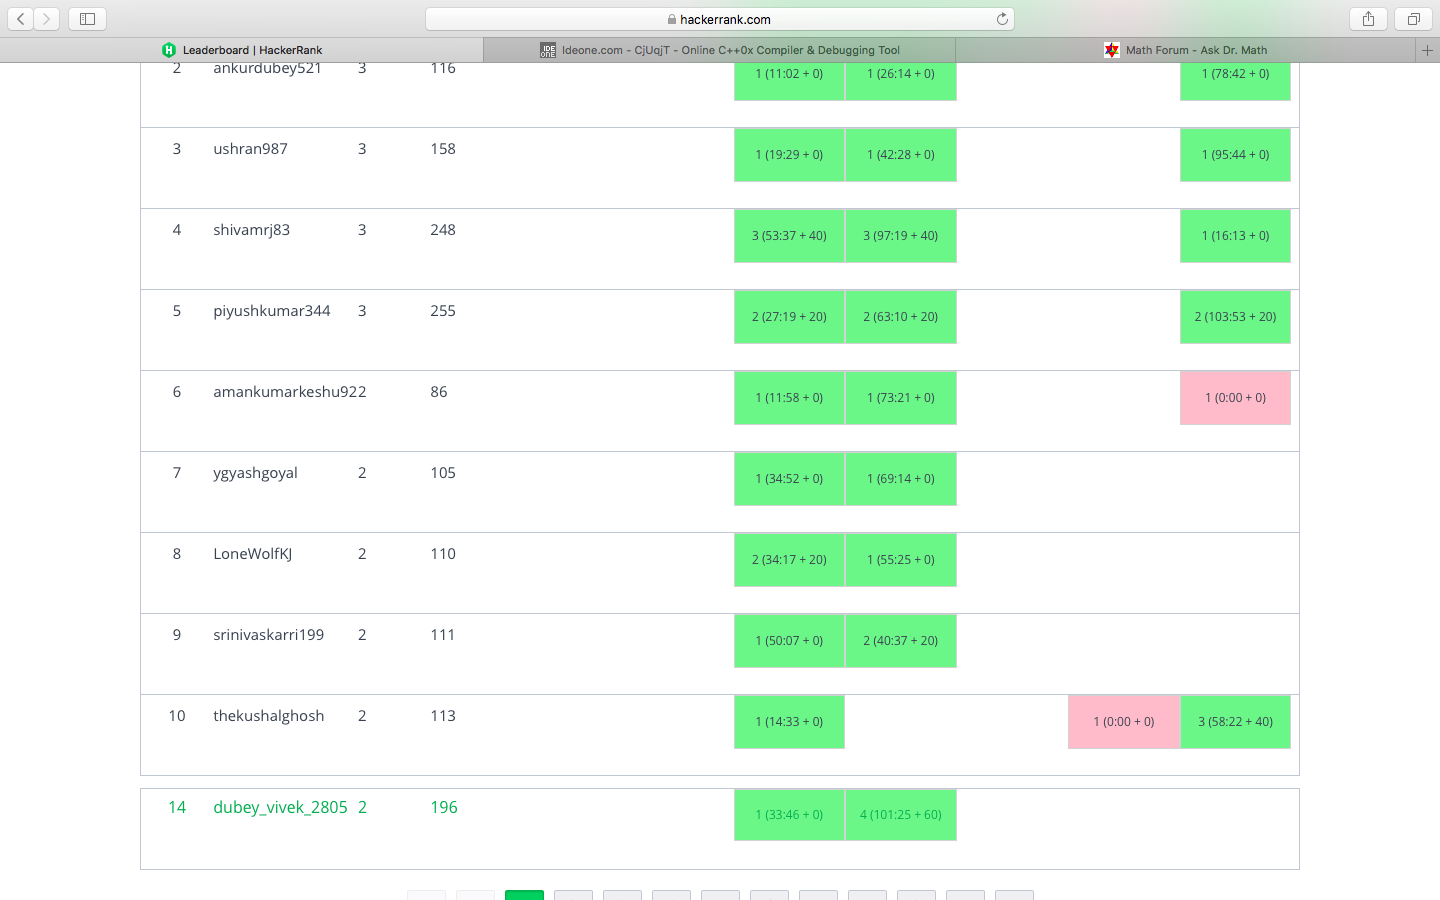 hackerrank.com
Leaderboard | HackerRank
IDE ONE Ideone.com - CjUqjT - Online C++0x Compiler & Debugging Tool
Math Forum - Ask Dr. Math
2 ankurdubey521 3 116 1 (11:02 + 0) 1 (26:14 + 0) 1 (78:42 + 0)
3 ushran987 3 158 1 (19:29 + 0) 1 (42:28 + 0) 1 (95:44 + 0)
4 shivamrj83 3 248 3 (53:37 + 40) 3 (97:19 + 40) 1 (16:13 + 0)
5 piyushkumar344 3 255 2 (27:19 + 20) 2 (63:10 + 20) 2 (103:53 + 20)
6 amankumarkeshu922 86 1 (11:58 + 0) 1 (73:21 + 0) 1 (0:00 + 0)
7 ygyashgoyal 2 105 1 (34:52 + 0) 1 (69:14 + 0)
8 LoneWolfKJ 2 110 2 (34:17 + 20) 1 (55:25 + 0)
9 srinivaskarri199 2 111 1 (50:07 + 0) 2 (40:37 + 20)
10 thekushalghosh 2 113 1 (14:33 + 0) 1 (0:00 + 0) 3 (58:22 + 40)
14 dubey_vivek_2805 2 196 1 (33:46 + 0) 4 (101:25 + 60)